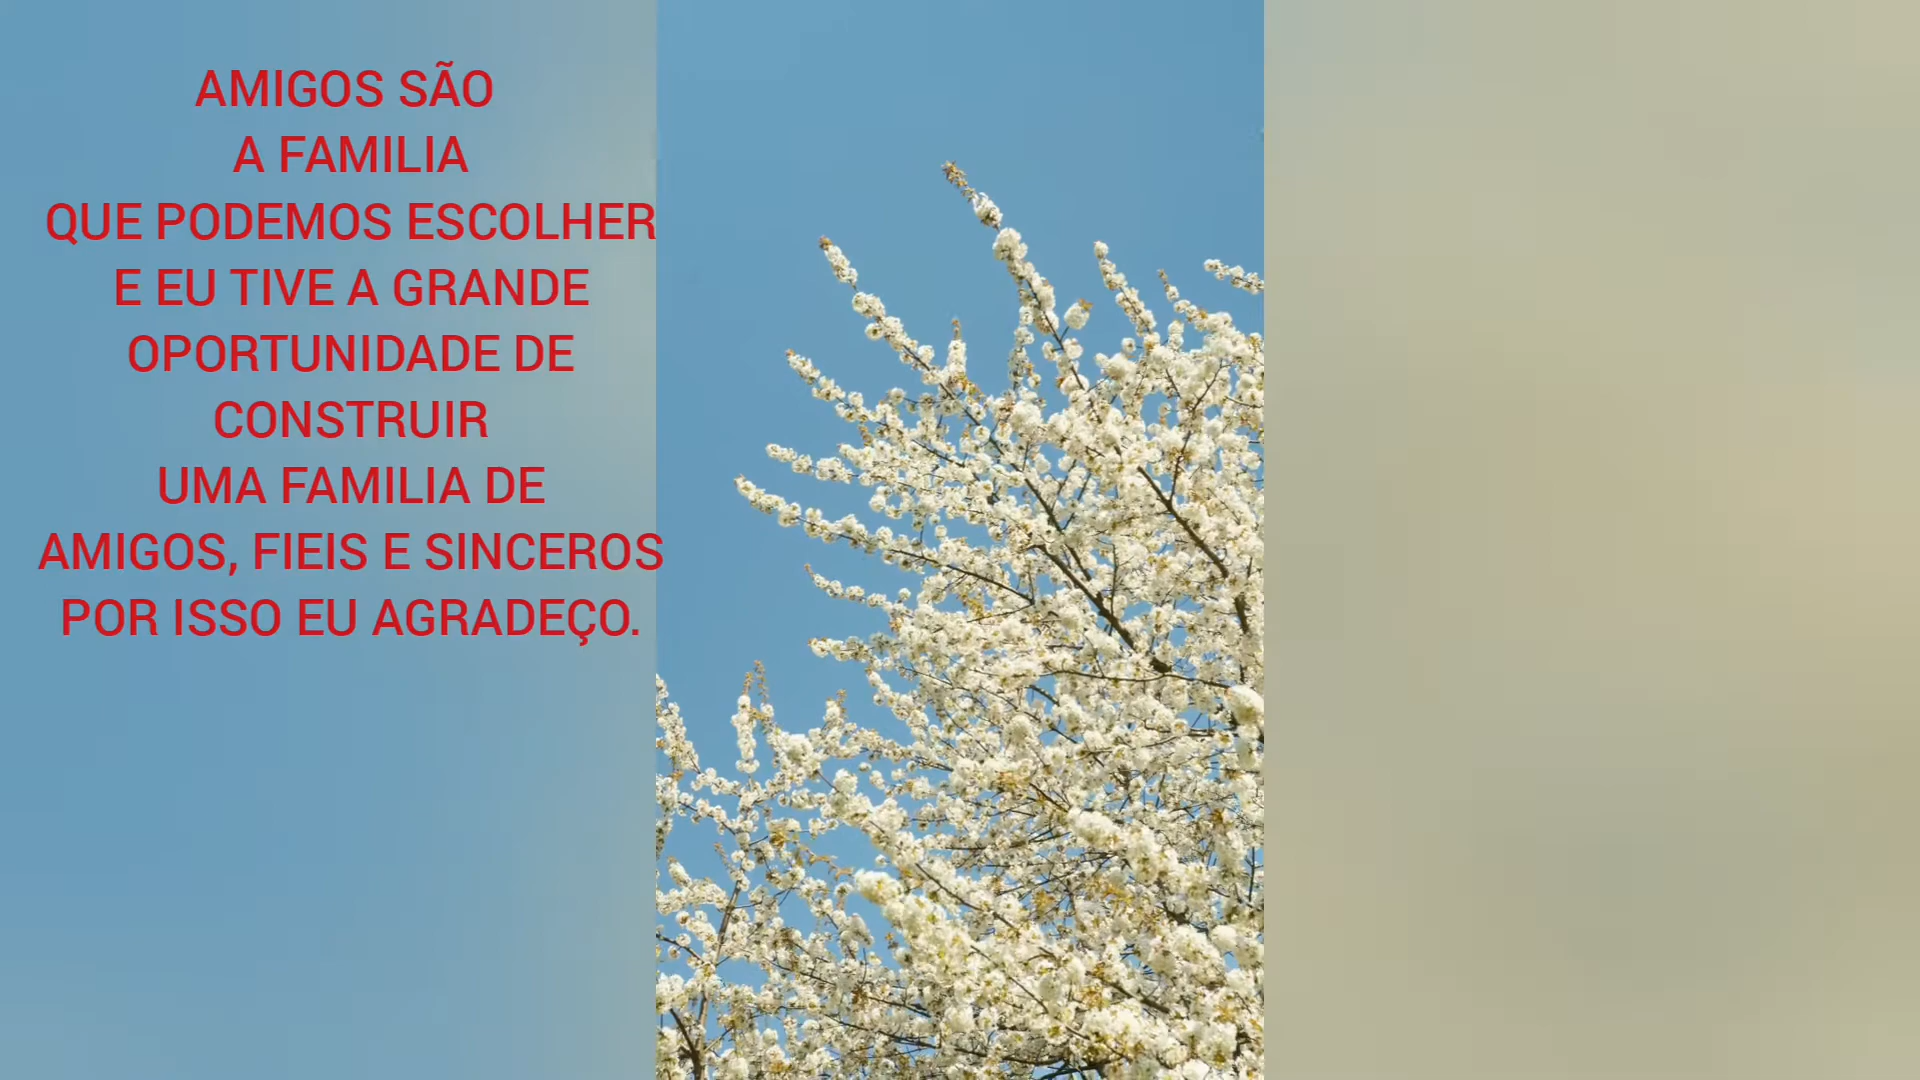 AMIGOS SÃO
A FAMILIA
QUE PODEMOS ESCOLHER
E EU TIVE A GRANDE
OPORTUNIDADE DE
CONSTRUIR
UMA FAMILIA DE
AMIGOS, FIEIS E SINCEROS
POR ISSO EU AGRADEÇO.